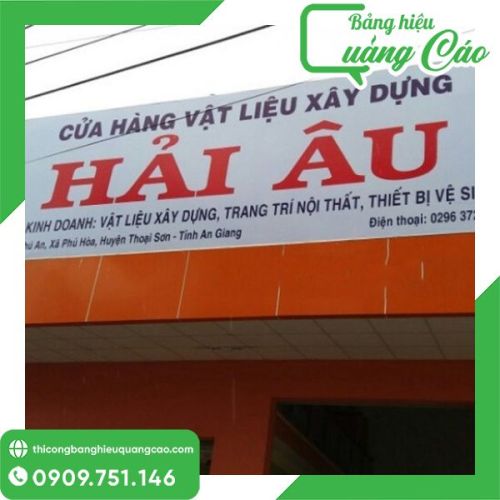 Bảng hiệu
Quảng Cáo
CỬA HÀNG VẬT LIỆU XÂY DỰNG
HẢI ÂU
KINH DOANH: VẬT LIỆU XÂY DỰNG, TRANG TRÍ NỘI THẤT, THIẾT BỊ VỆ
An, Xã Phú Hòa, Huyện Thoại Sơn - Tỉnh An Giang
Điện thoại: 0296
thicongbanghieuquangcao.com
0909.751.146